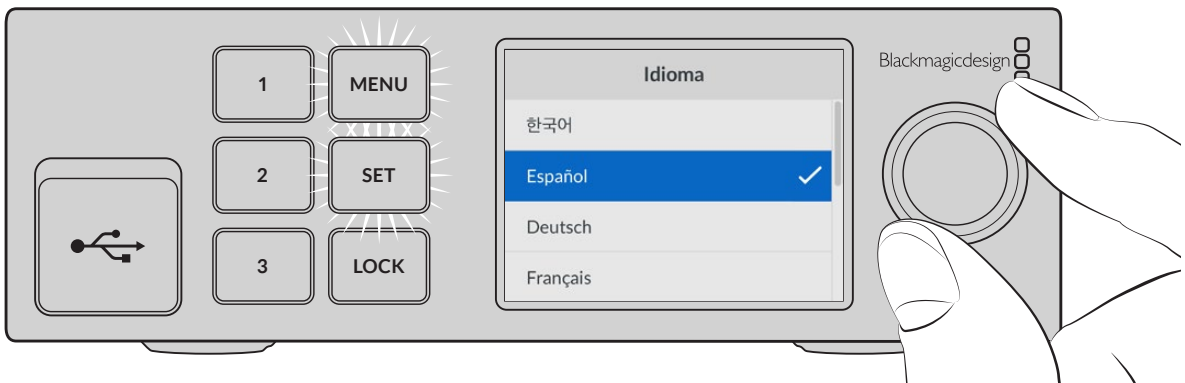 1
MENU
2
SET
3
LOCK
Idioma
한국어
Español
Deutsch
Français
Blackmagicdesign